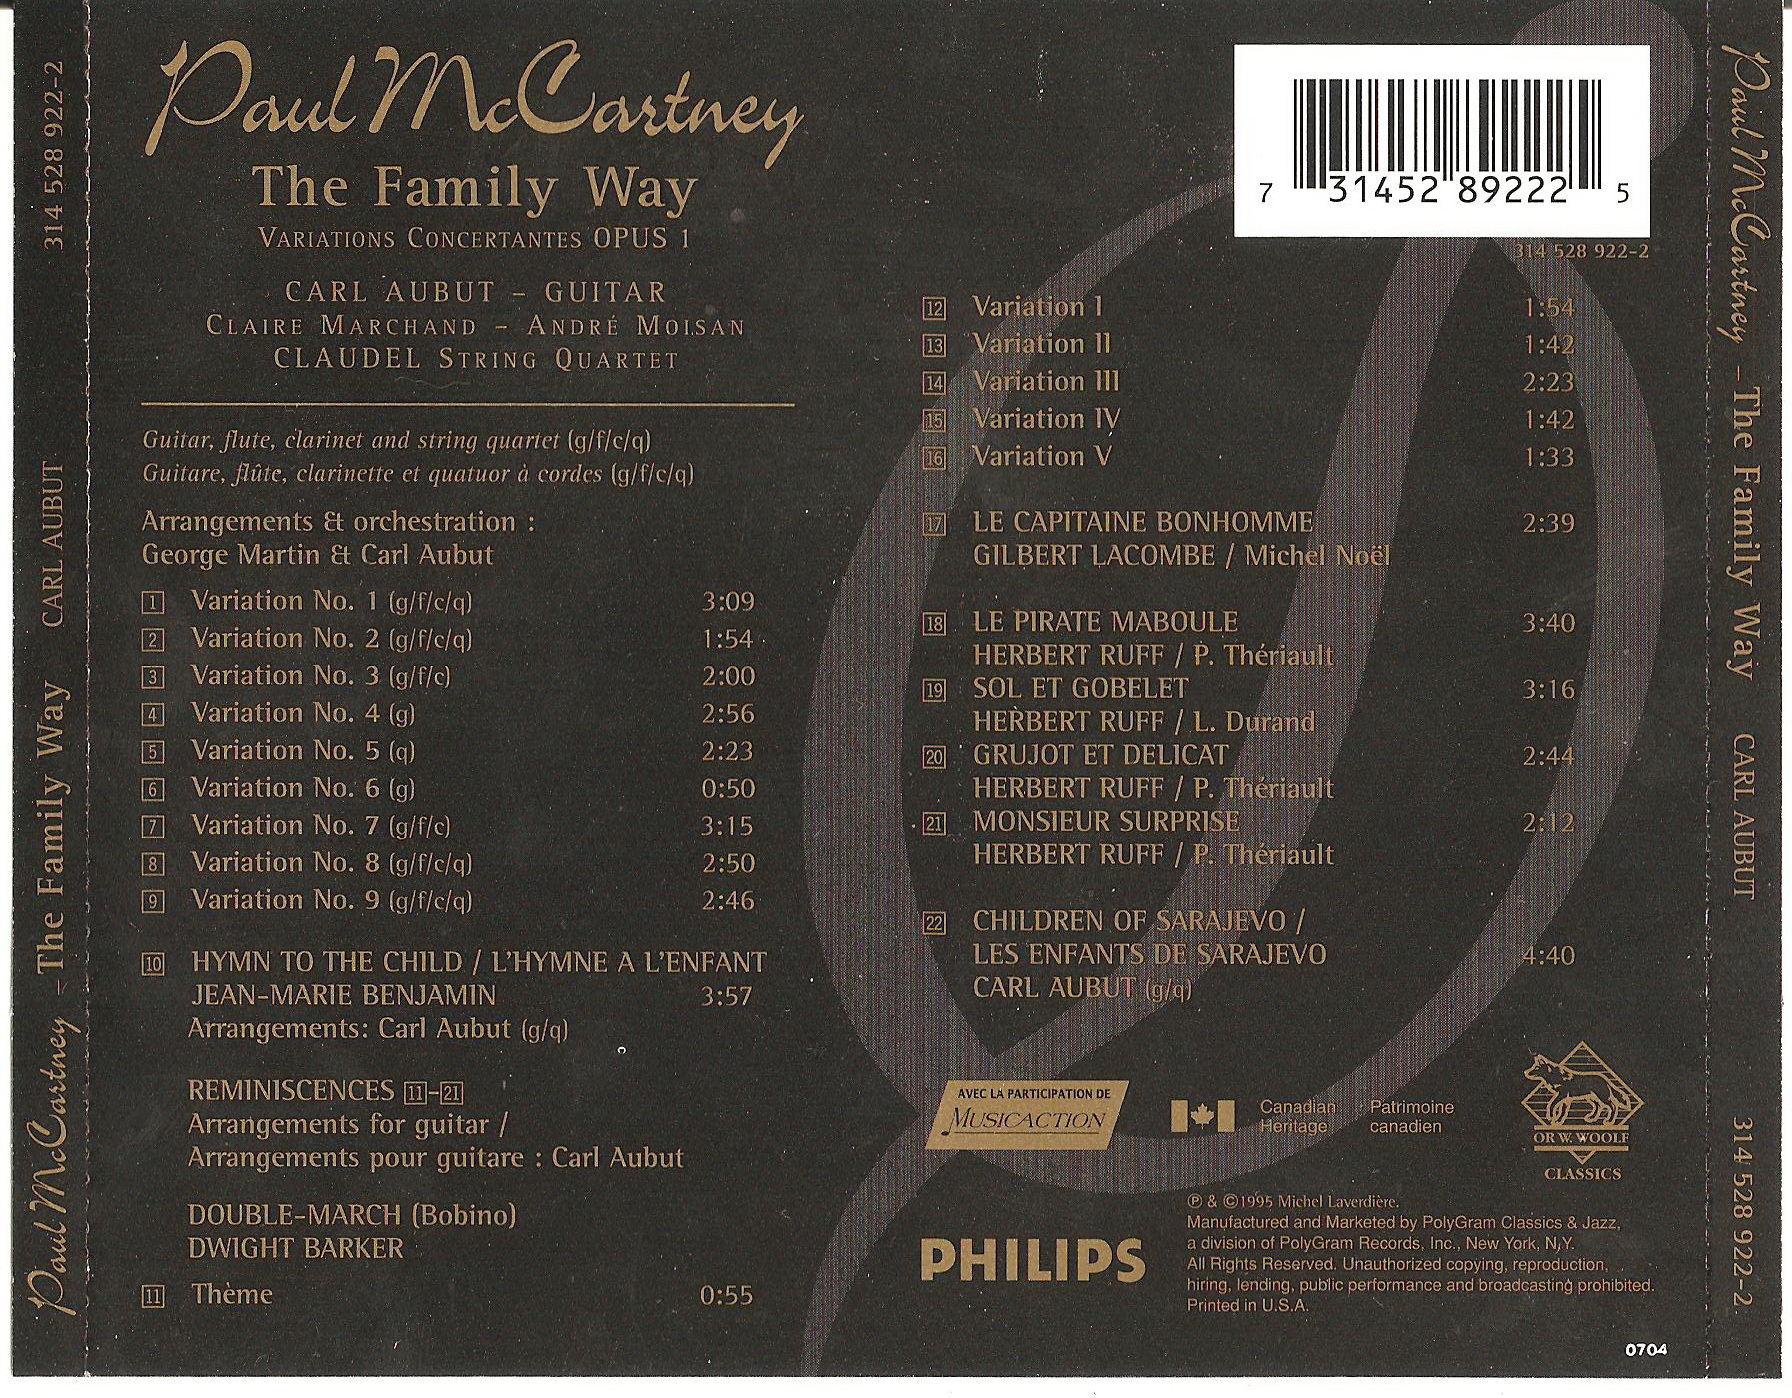 314 528 922-2
CARL AUBUT
Paul McCartney – The Family Way
Paul McCartney
The Family Way
VARIATIONS CONCERTANTES OPUS 1
CARL AUBUT – GUITAR
CLAIRE MARCHAND – ANDRÉ MOISAN
CLAUDEL STRING QUARTET
Guitar, flute, clarinet and string quartet (g/f/c/q)
Guitare, flûte, clarinette et quatuor à cordes (g/f/c/q)
Arrangements & orchestration :
George Martin & Carl Aubut
1 Variation No. 1 (g/f/c/q) 3:09
2 Variation No. 2 (g/f/c/q) 1:54
3 Variation No. 3 (g/f/c) 2:00
4 Variation No. 4 (g) 2:56
5 Variation No. 5 (q) 2:23
6 Variation No. 6 (g) 0:50
7 Variation No. 7 (g/f/c) 3:15
8 Variation No. 8 (g/f/c/q) 2:50
9 Variation No. 9 (g/f/c/q) 2:46
10 HYMN TO THE CHILD / L'HYMNE A L'ENFANT
JEAN-MARIE BENJAMIN 3:57
Arrangements: Carl Aubut (g/q)
REMINISCENCES 11-21
Arrangements for guitar /
Arrangements pour guitare : Carl Aubut
DOUBLE-MARCH (Bobino)
DWIGHT BARKER
11 Thème 0:55
7 31452 89222 5
314 528 922-2
12 Variation I 1:54
13 Variation II 1:42
14 Variation III 2:23
15 Variation IV 1:42
16 Variation V 1:33
17 LE CAPITAINE BONHOMME 2:39
GILBERT LACOMBE / Michel Noël
18 LE PIRATE MABOULE 3:40
HERBERT RUFF / P. Thériault
19 SOL ET GOBELET 3:16
HERBERT RUFF / L. Durand
20 GRUJOT ET DELICAT 2:44
HERBERT RUFF / P. Thériault
21 MONSIEUR SURPRISE 2:12
HERBERT RUFF / P. Thériault
22 CHILDREN OF SARAJEVO /
LES ENFANTS DE SARAJEVO 4:40
CARL AUBUT (g/q)
AVEC LA PARTICIPATION DE
MUSICACTION
Canadian Patrimoine
Heritage canadien
OR W. WOOLF
CLASSICS
PHILIPS
℗ & ©1995 Michel Laverdière.
Manufactured and Marketed by PolyGram Classics & Jazz,
a division of PolyGram Records, Inc., New York, N.Y.
All Rights Reserved. Unauthorized copying, reproduction,
hiring, lending, public performance and broadcasting prohibited.
Printed in U.S.A.
0704
Paul McCartney – The Family Way
CARL AUBUT
314 528 922-2